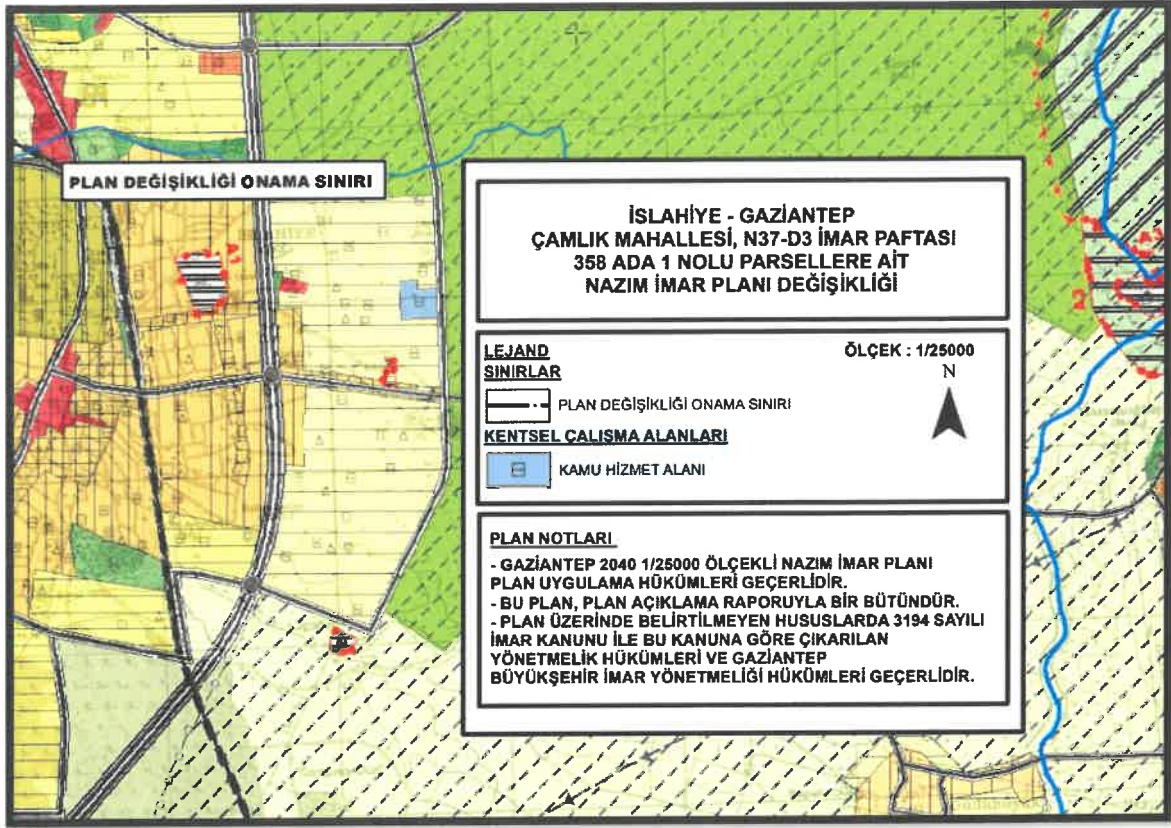 PLAN DEĞİŞİKLİĞİ ONAMA SINIRI
İSLAHİYE - GAZİANTEP
ÇAMLIK MAHALLESİ, N37-D3 İMAR PAFTASI
358 ADA 1 NOLU PARSELLERE AİT
NAZIM İMAR PLANI DEĞİŞİKLİĞİ
LEJAND
SINIRLAR
ÖLÇEK : 1/25000
N
PLAN DEĞİŞİKLİĞİ ONAMA SINIRI
KENTSEL ÇALIŞMA ALANLARI
KAMU HİZMET ALANI
PLAN NOTLARI
- GAZİANTEP 2040 1/25000 ÖLÇEKLİ NAZIM İMAR PLANI
PLAN UYGULAMA HÜKÜMLERİ GEÇERLİDİR.
- BU PLAN, PLAN AÇIKLAMA RAPORUYLA BİR BÜTÜNDÜR.
- PLAN ÜZERİNDE BELİRTİLMEYEN HUSUSLARDA 3194 SAYILI
İMAR KANUNU İLE BU KANUNA GÖRE ÇIKARILAN
YÖNETMELİK HÜKÜMLERİ VE GAZİANTEP
BÜYÜKŞEHİR İMAR YÖNETMELİĞİ HÜKÜMLERİ GEÇERLİDİR.
A1
2